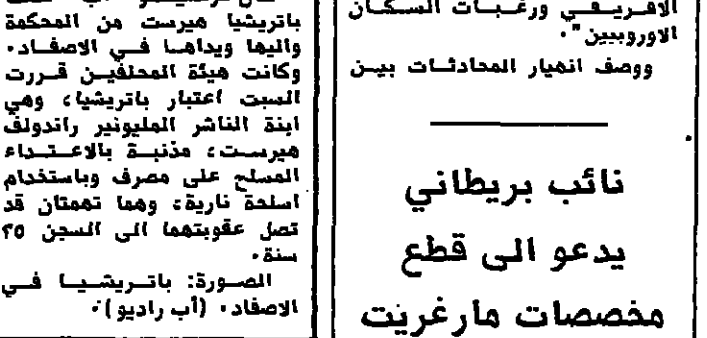 الافريقي ورغبات السكان
الاوروبيين".
ووصف انهيار المحادثات بين
نائب بريطاني
يدعو الى قطع
مخصصات مارغريت
باتريشيا هيرست من المحكمة
واليها ويداها في الاصفاد.
وكانت هيئة المحلفين قررت
السبت اعتبار باتريشيا، وهي
ابنة الناشر المليونير راندولف
هيرست، مذنبة بالاعتداء
المسلح على مصرف وباستخدام
اسلحة نارية، وهما تهمتان قد
تصل عقوبتهما الى السجن ٢٥
سنة.
الصورة: باتريشيا في
الاصفاد. (أب راديو).